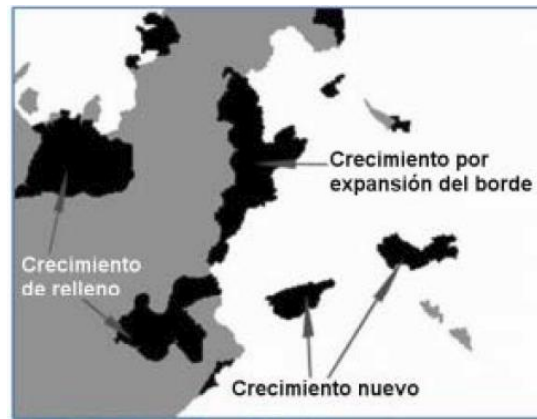 Crecimiento por
expansión del borde
Crecimiento
de relleno
Crecimiento nuevo